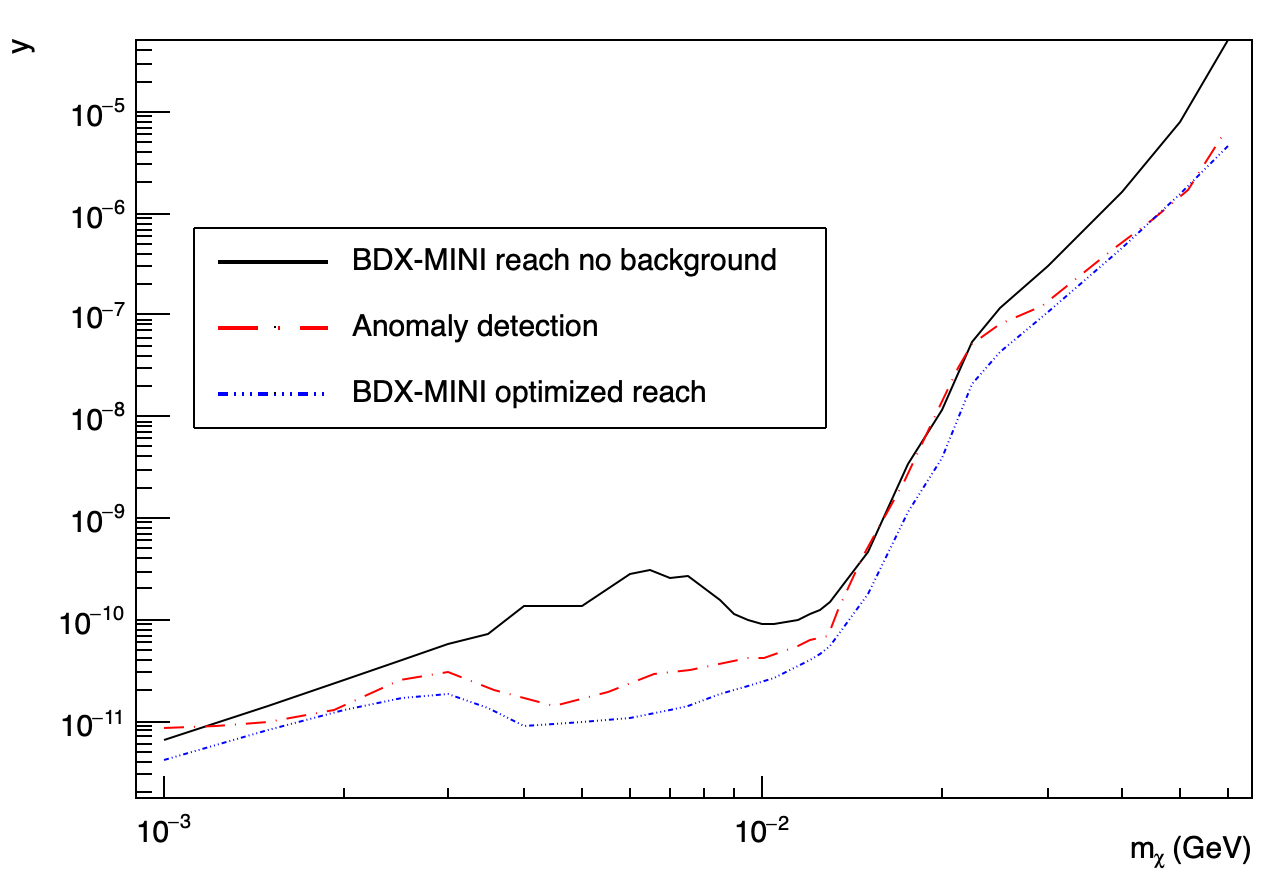 y
10⁻⁵
10⁻⁶
10⁻⁷
10⁻⁸
10⁻⁹
10⁻¹⁰
10⁻¹¹
BDX-MINI reach no background
Anomaly detection
BDX-MINI optimized reach
10⁻³ 10⁻²
mᵪ (GeV)